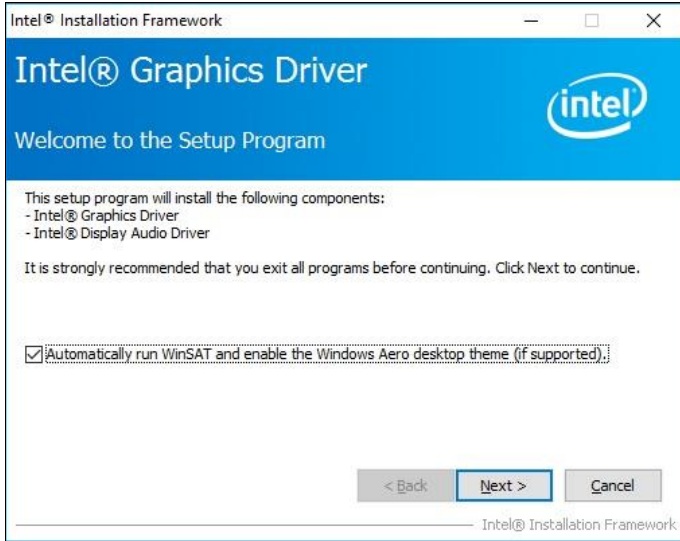 Intel® Installation Framework
Intel® Graphics Driver
intel
Welcome to the Setup Program
This setup program will install the following components:
- Intel® Graphics Driver
- Intel® Display Audio Driver
It is strongly recommended that you exit all programs before continuing. Click Next to continue.
Automatically run WinSAT and enable the Windows Aero desktop theme (if supported).
< Back Next > Cancel
Intel® Installation Framework